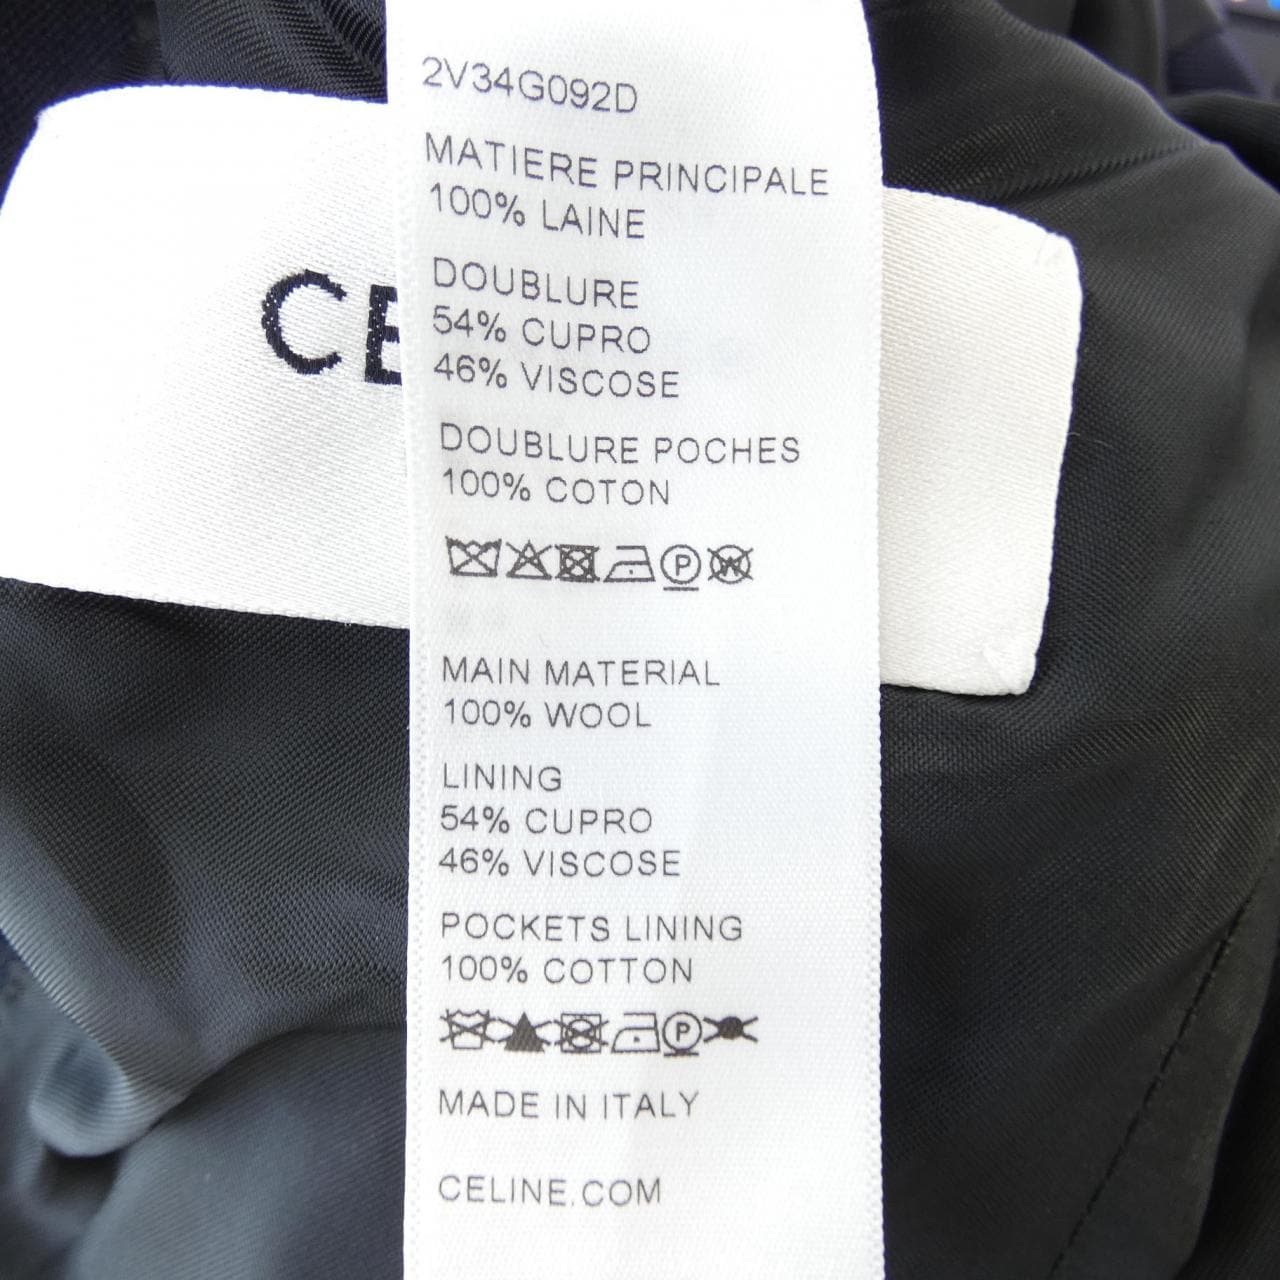 2V34G092D
MATIERE PRINCIPALE
100% LAINE
DOUBLURE
54% CUPRO
46% VISCOSE
DOUBLURE POCHES
100% COTON
P W
MAIN MATERIAL
100% WOOL
LINING
54% CUPRO
46% VISCOSE
POCKETS LINING
100% COTTON
P
MADE IN ITALY
CELINE.COM
CE